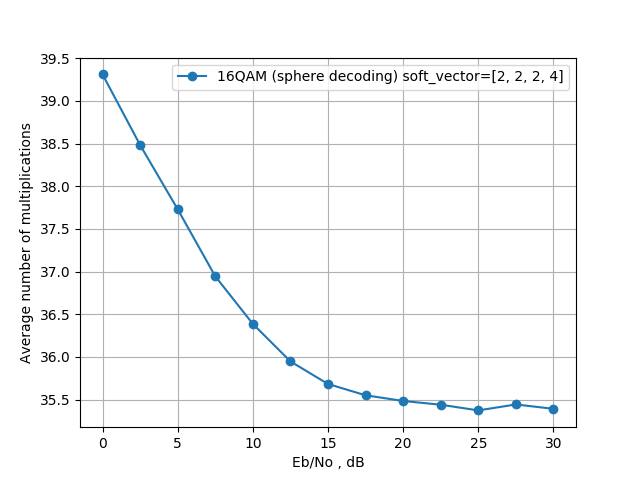 16QAM (sphere decoding) soft_vector=[2, 2, 2, 4]
39.5
39.0
38.5
38.0
37.5
37.0
36.5
36.0
35.5
Average number of multiplications
0 5 10 15 20 25 30
Eb/No , dB